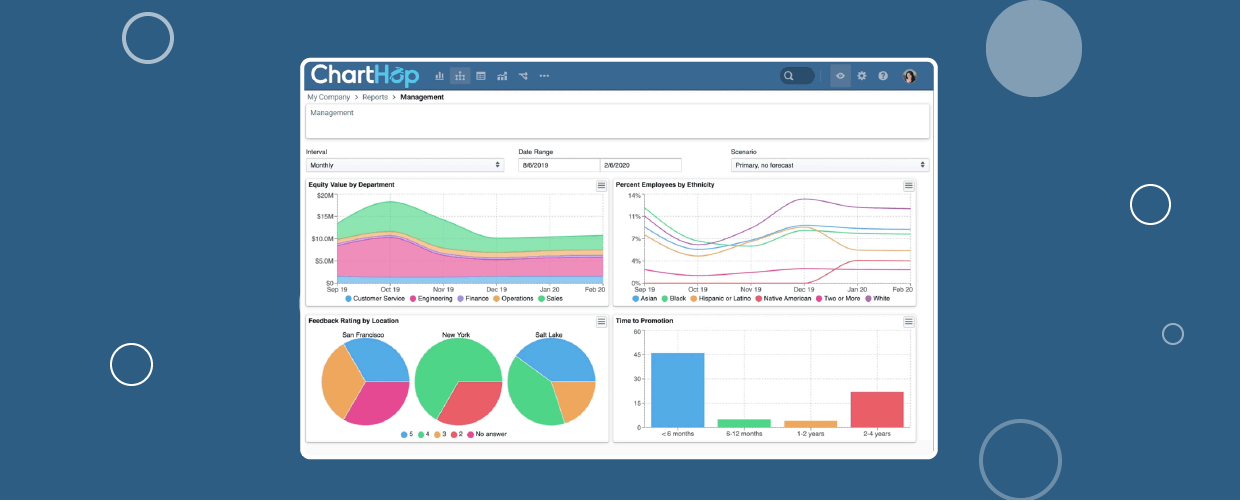 ChartHop
My Company > Reports > Management
Management
Interval
Date Range
Scenario
Monthly
8/6/2019
2/6/2020
Primary, no forecast
Equity Value by Department
$20M
$15M
$10.0M
$5.0M
$0
Sep 19 Oct 19 Nov 19 Dec 19 Jan 20 Feb 20
Customer Service Engineering Finance Operations Sales
Percent Employees by Ethnicity
14%
11%
7%
4%
0%
Sep 19 Oct 19 Nov 19 Dec 19 Jan 20 Feb 20
Asian Black Hispanic or Latino Native American Two or More White
Feedback Rating by Location
San Francisco New York Salt Lake
5 4 3 2 No answer
Time to Promotion
60
45
30
15
0
< 6 months 6-12 months 1-2 years 2-4 years